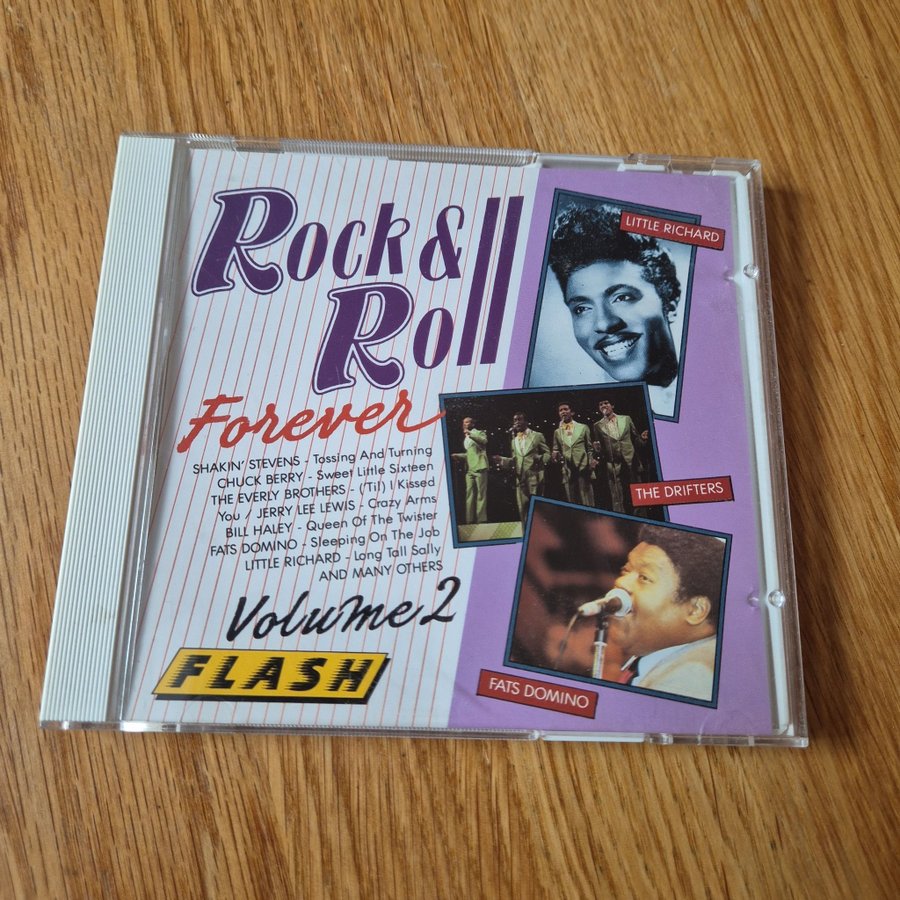 Rock &
Roll
Forever
SHAKIN' STEVENS - Tossing And Turning
CHUCK BERRY - Sweet Little Sixteen
THE EVERLY BROTHERS - ('Til) I Kissed
You / JERRY LEE LEWIS - Crazy Arms
BILL HALEY - Queen Of The Twister
FATS DOMINO - Sleeping On The Job
LITTLE RICHARD - Long Tall Sally
AND MANY OTHERS
Volume 2
FLASH
LITTLE RICHARD
THE DRIFTERS
FATS DOMINO